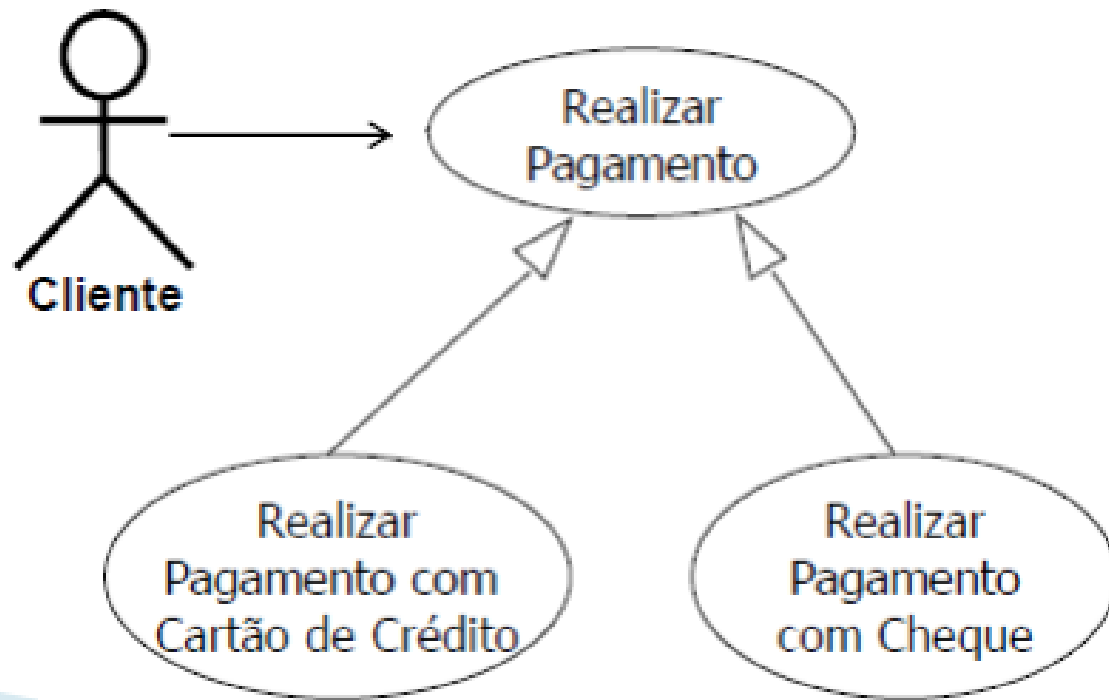 Realizar
Pagamento
Cliente
Realizar
Pagamento com
Cartão de Crédito
Realizar
Pagamento
com Cheque